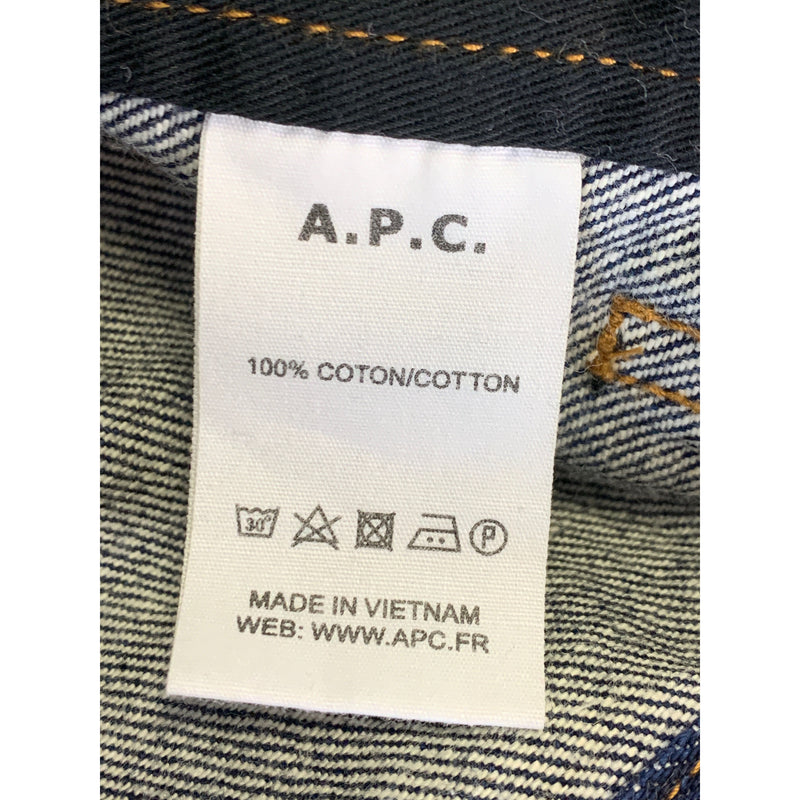 A.P.C.
100% COTON/COTTON
30°
P
MADE IN VIETNAM
WEB: WWW.APC.FR